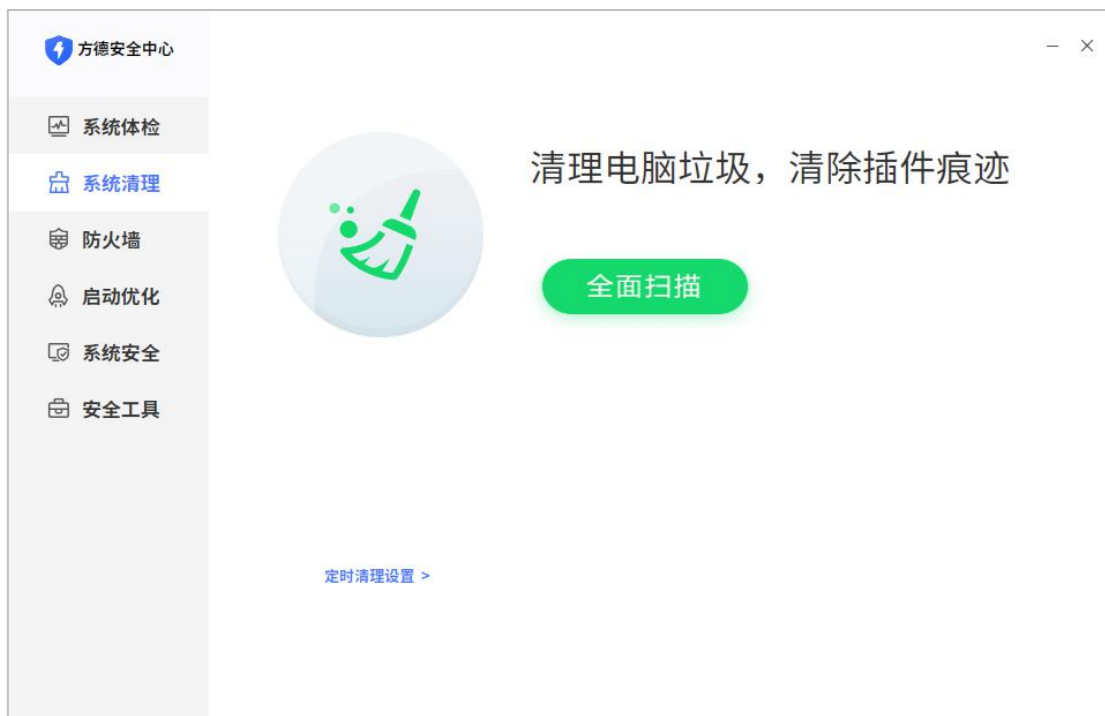 方德安全中心
系统体检
系统清理
防火墙
启动优化
系统安全
安全工具
清理电脑垃圾，清除插件痕迹
全面扫描
定时清理设置 >